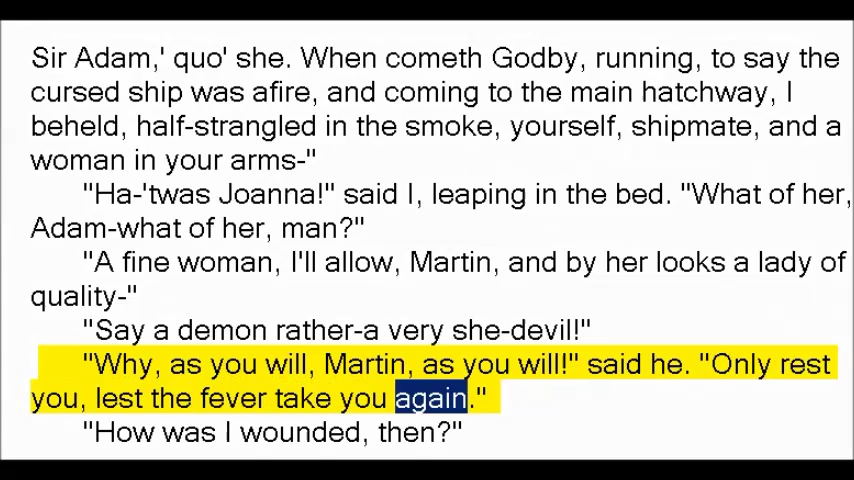 Sir Adam,' quo' she. When cometh Godby, running, to say the
cursed ship was afire, and coming to the main hatchway, I
beheld, half-strangled in the smoke, yourself, shipmate, and a
woman in your arms-"
"Ha-'twas Joanna!" said I, leaping in the bed. "What of her,
Adam-what of her, man?"
"A fine woman, I'll allow, Martin, and by her looks a lady of
quality-"
"Say a demon rather-a very she-devil!"
"Why, as you will, Martin, as you will!" said he. "Only rest
you, lest the fever take you again."
"How was I wounded, then?"